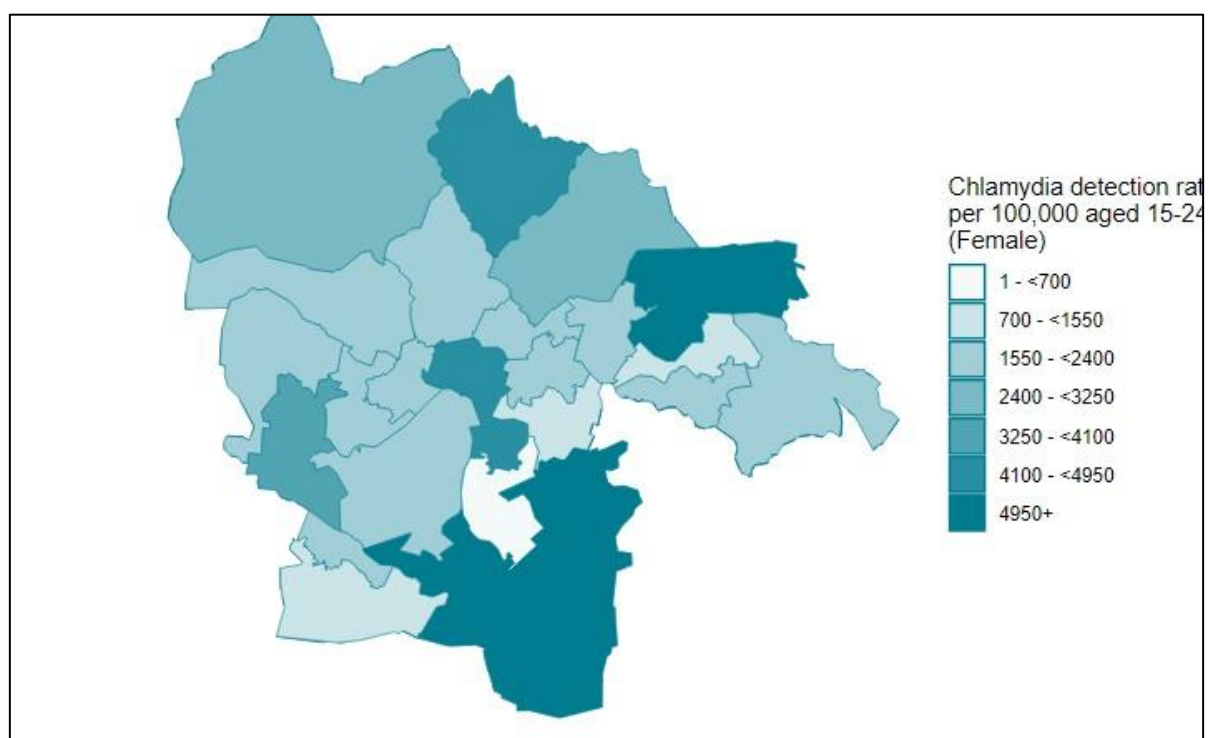 Chlamydia detection rat
per 100,000 aged 15-24
(Female)
1 - <700
700 - <1550
1550 - <2400
2400 - <3250
3250 - <4100
4100 - <4950
4950+